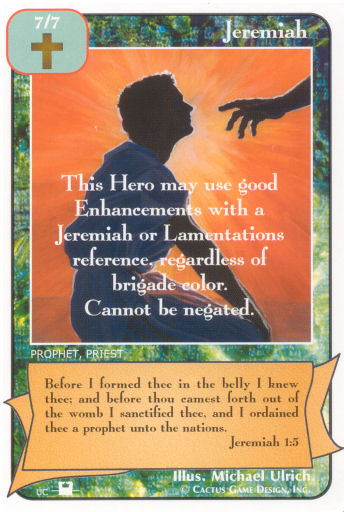 7/7
Jeremiah
This Hero may use good
Enhancements with a
Jeremiah or Lamentations
reference, regardless of
brigade color.
Cannot be negated.
PROPHET, PRIEST
Before I formed thee in the belly I knew
thee; and before thou camest forth out of
the womb I sanctified thee, and I ordained
thee a prophet unto the nations.
Jeremiah 1:5
Illus. Michael Ulrich.
© CACTUS GAME DESIGN, INC.
UC